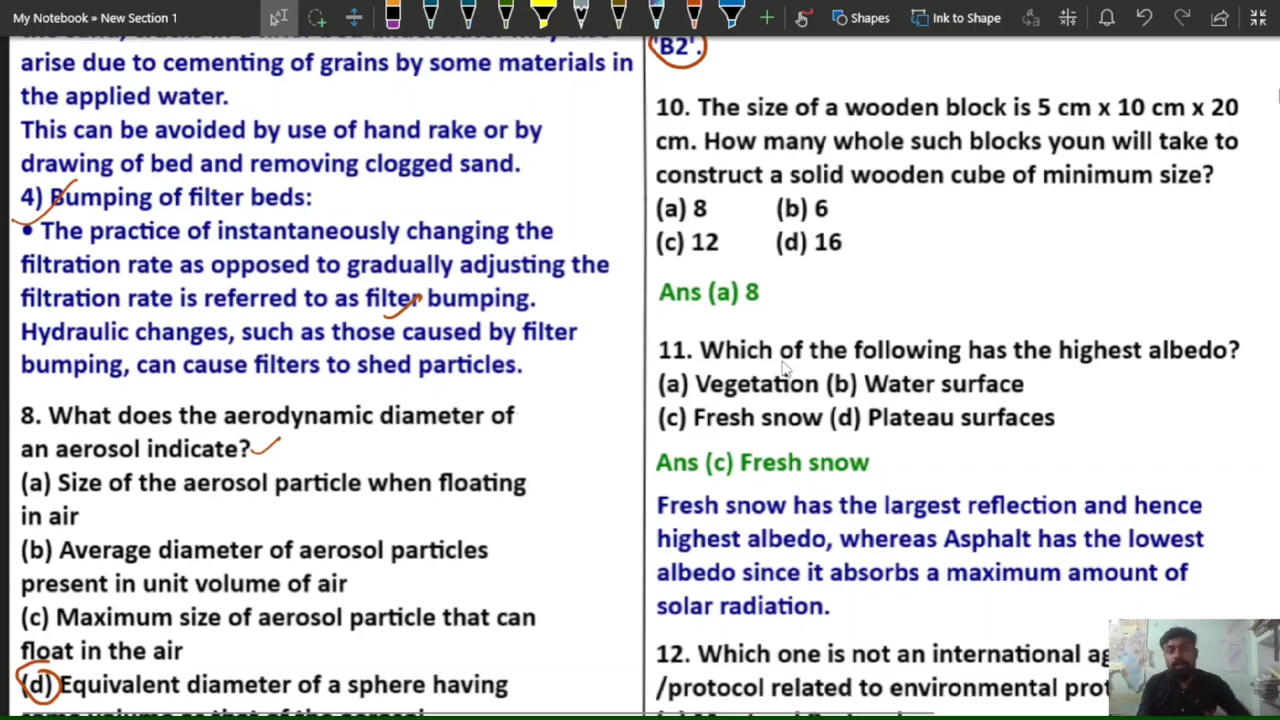 My Notebook » New Section 1
Shapes
Ink to Shape
arise due to cementing of grains by some materials in
the applied water.
This can be avoided by use of hand rake or by
drawing of bed and removing clogged sand.
4) Bumping of filter beds:
• The practice of instantaneously changing the
filtration rate as opposed to gradually adjusting the
filtration rate is referred to as filter bumping.
Hydraulic changes, such as those caused by filter
bumping, can cause filters to shed particles.
8. What does the aerodynamic diameter of
an aerosol indicate?
(a) Size of the aerosol particle when floating
in air
(b) Average diameter of aerosol particles
present in unit volume of air
(c) Maximum size of aerosol particle that can
float in the air
(d) Equivalent diameter of a sphere having
'B2'.
10. The size of a wooden block is 5 cm x 10 cm x 20
cm. How many whole such blocks youn will take to
construct a solid wooden cube of minimum size?
(a) 8 (b) 6
(c) 12 (d) 16
Ans (a) 8
11. Which of the following has the highest albedo?
(a) Vegetation (b) Water surface
(c) Fresh snow (d) Plateau surfaces
Ans (c) Fresh snow
Fresh snow has the largest reflection and hence
highest albedo, whereas Asphalt has the lowest
albedo since it absorbs a maximum amount of
solar radiation.
12. Which one is not an international
/protocol related to environmental